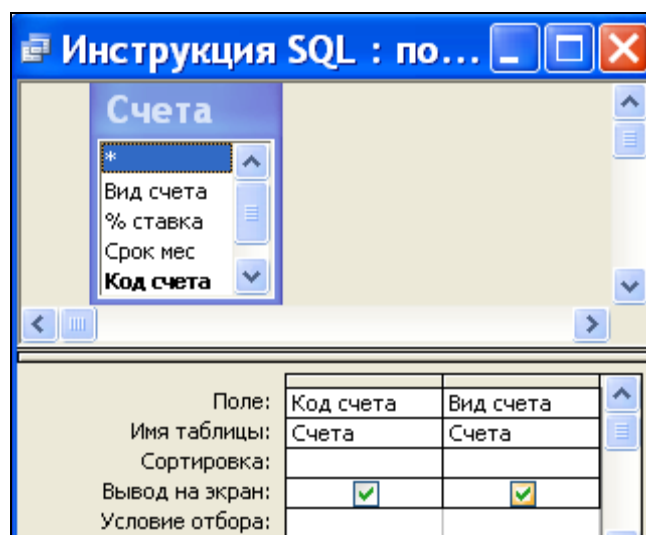 Инструкция SQL : по...
Счета
*
Вид счета
% ставка
Срок мес
Код счета
Поле: Код счета Вид счета
Имя таблицы: Счета Счета
Сортировка:
Вывод на экран:
Условие отбора: